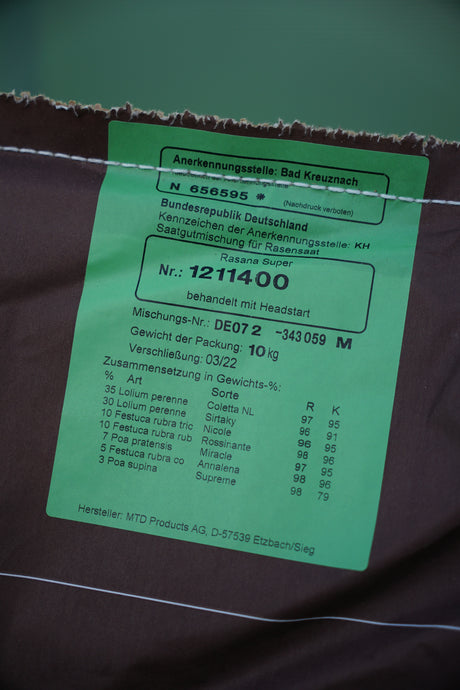 Anerkennungsstelle: Bad Kreuznach
N 656595 * (Nachdruck verboten)
Bundesrepublik Deutschland
Kennzeichen der Anerkennungsstelle: KH
Saatgutmischung für Rasensaat
Rasana Super
Nr.: 1211400
behandelt mit Headstart
Mischungs-Nr.: DE07 2 -343059 M
Gewicht der Packung: 10 kg
Verschließung: 03/22
Zusammensetzung in Gewichts-%:
% Art Sorte R K
35 Lolium perenne Coletta NL 97 95
30 Lolium perenne Sirtaky 96 91
10 Festuca rubra tric Nicole 96 95
10 Festuca rubra rub Rossinante 98 96
7 Poa pratensis Miracle 97 95
5 Festuca rubra co Annalena 98 96
3 Poa supina Supreme 98 79
Hersteller: MTD Products AG, D-57539 Etzbach/Sieg